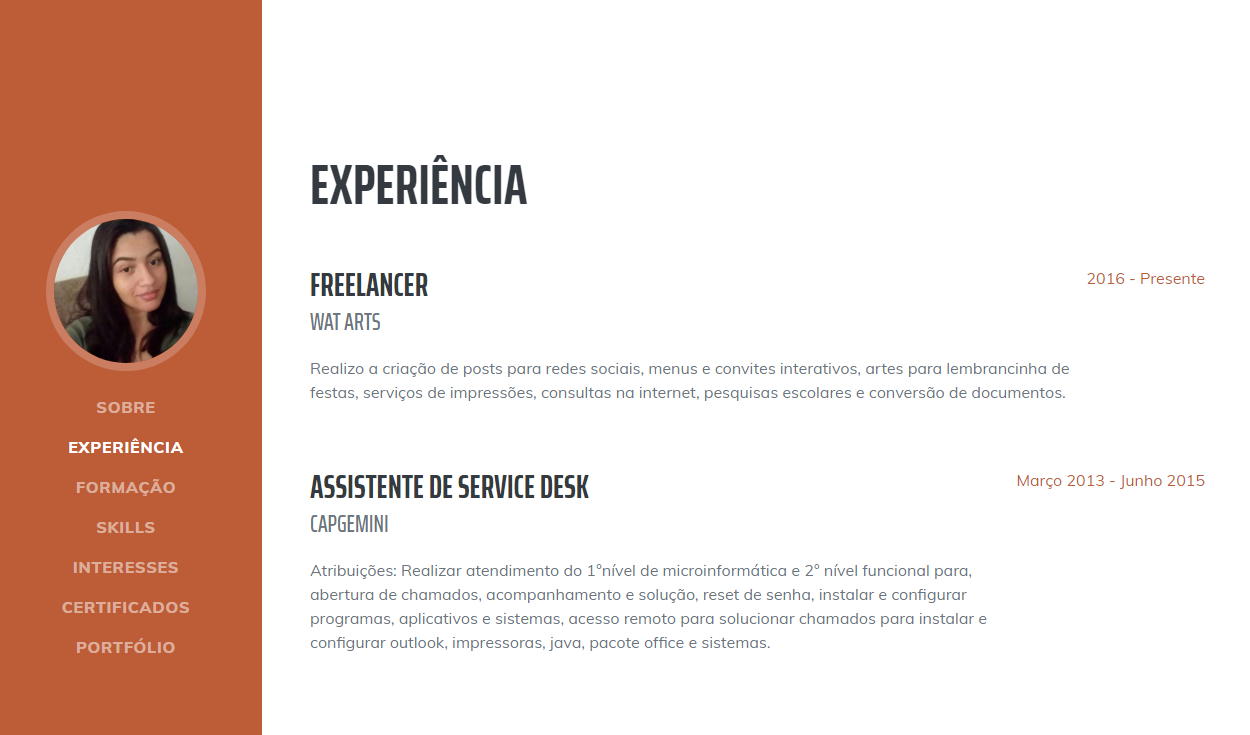 SOBRE
EXPERIÊNCIA
FORMAÇÃO
SKILLS
INTERESSES
CERTIFICADOS
PORTFÓLIO
EXPERIÊNCIA
FREELANCER
2016 - Presente
WAT ARTS
Realizo a criação de posts para redes sociais, menus e convites interativos, artes para lembrancinha de
festas, serviços de impressões, consultas na internet, pesquisas escolares e conversão de documentos.
ASSISTENTE DE SERVICE DESK
Março 2013 - Junho 2015
CAPGEMINI
Atribuições: Realizar atendimento do 1°nível de microinformática e 2° nível funcional para,
abertura de chamados, acompanhamento e solução, reset de senha, instalar e configurar
programas, aplicativos e sistemas, acesso remoto para solucionar chamados para instalar e
configurar outlook, impressoras, java, pacote office e sistemas.